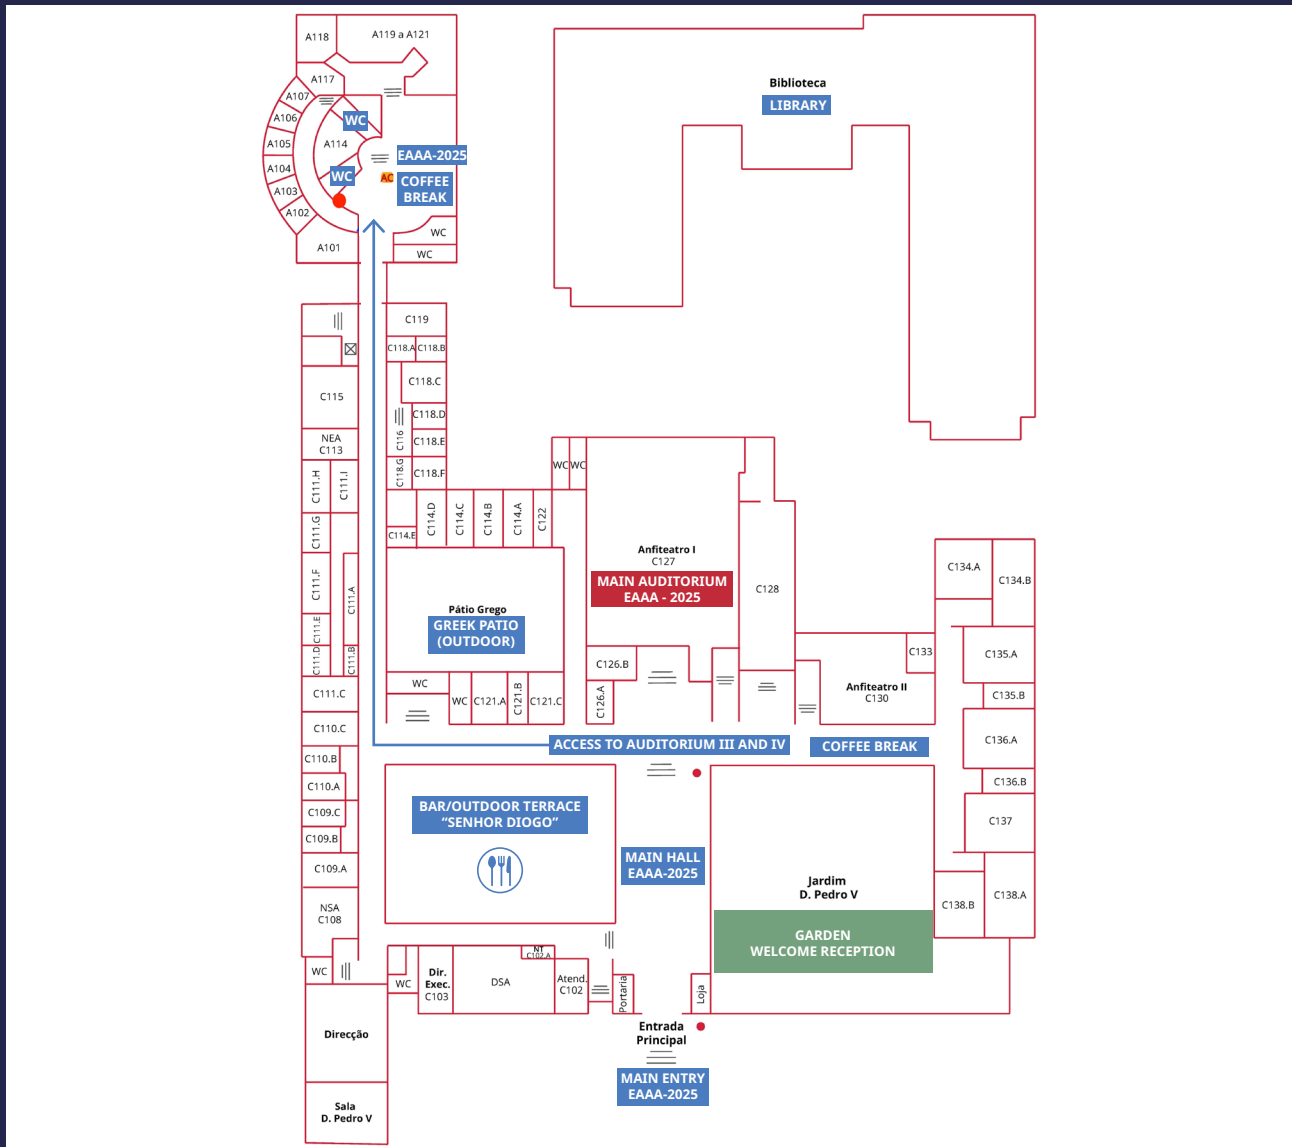 A118
A119 a A121
A117
A107
A106
A105
A104
A103
A102
A101
WC
A114
WC
EAAA-2025
AC
COFFEE
BREAK
WC
WC
Biblioteca
LIBRARY
C119
C118.A
C118.B
C118.C
C118.D
C116
C118.E
C118.G
C118.F
C115
NEA
C113
C111.H
C111.I
C111.G
C111.F
C111.A
C111.E
C111.D
C111.B
C111.C
C110.C
C110.B
C110.A
C109.C
C109.B
C109.A
NSA
C108
C114.E
C114.D
C114.C
C114.B
C114.A
C122
WC
WC
Anfiteatro I
C127
MAIN AUDITORIUM
EAAA - 2025
C128
Pátio Grego
GREEK PATIO
(OUTDOOR)
WC
WC
C121.A
C121.B
C121.C
C126.B
C126.A
C133
Anfiteatro II
C130
C134.A
C134.B
C135.A
C135.B
C136.A
C136.B
C137
C138.B
C138.A
ACCESS TO AUDITORIUM III AND IV
COFFEE BREAK
BAR/OUTDOOR TERRACE
“SENHOR DIOGO”
MAIN HALL
EAAA-2025
Jardim
D. Pedro V
GARDEN
WELCOME RECEPTION
WC
WC
Dir.
Exec.
C103
DSA
NT
C102.A
Atend.
C102
Portaria
Loja
Direcção
Sala
D. Pedro V
Entrada
Principal
MAIN ENTRY
EAAA-2025